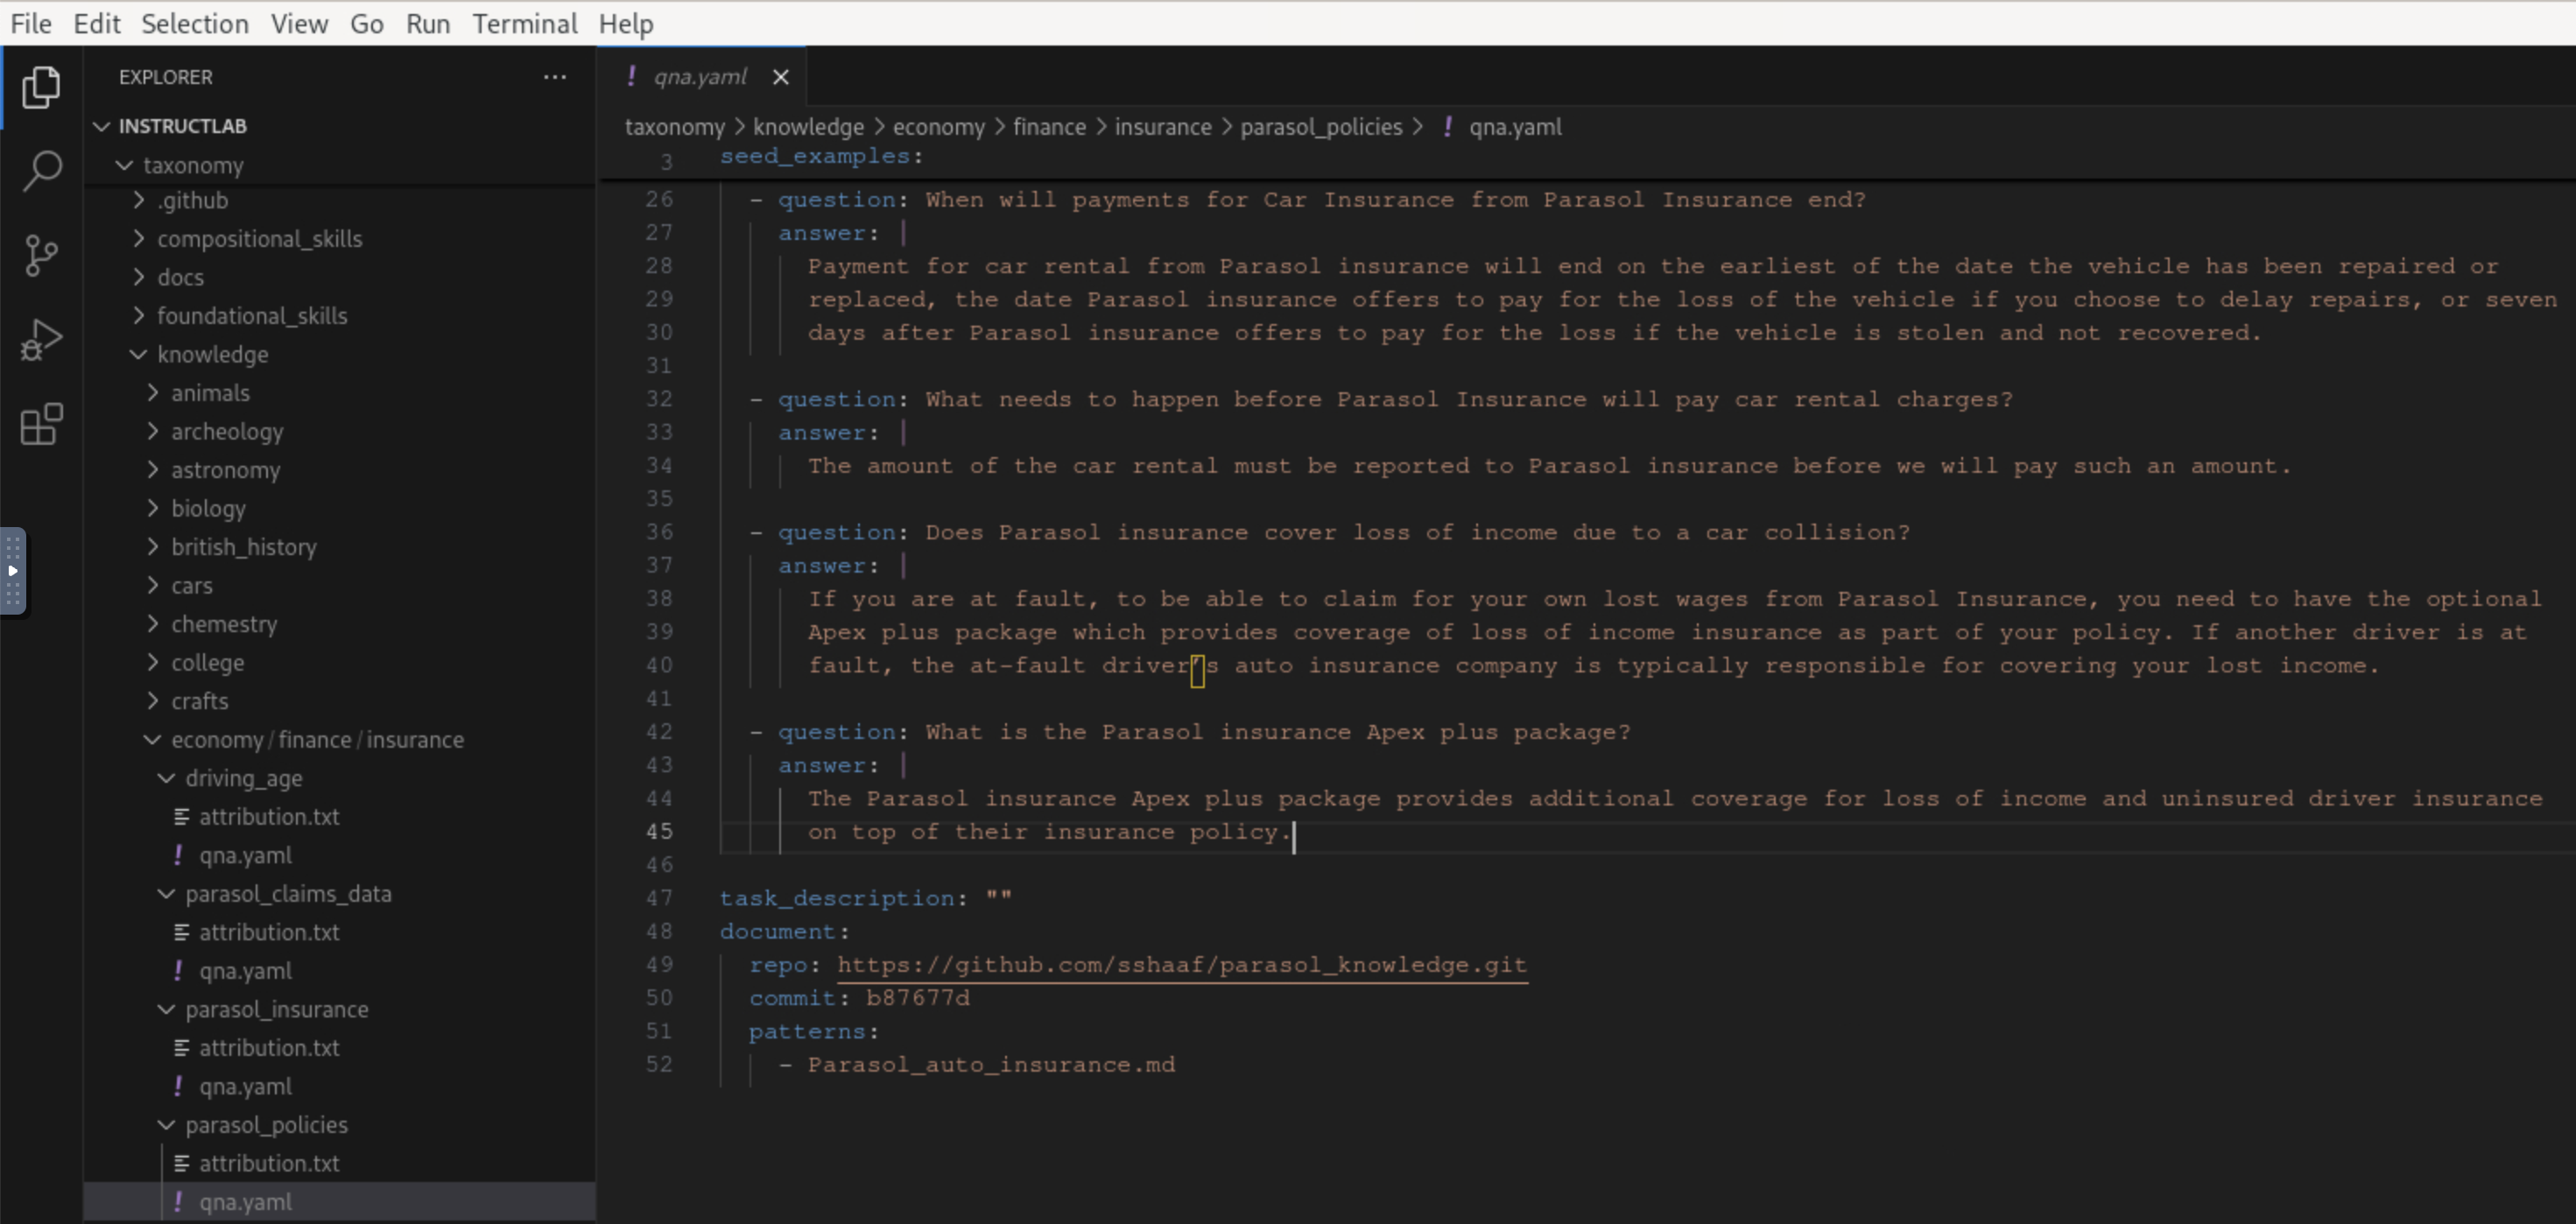 File Edit Selection View Go Run Terminal Help
EXPLORER ...
INSTRUCTLAB
taxonomy
.github
compositional_skills
docs
foundational_skills
knowledge
animals
archeology
astronomy
biology
british_history
cars
chemestry
college
crafts
economy / finance / insurance
driving_age
attribution.txt
! qna.yaml
parasol_claims_data
attribution.txt
! qna.yaml
parasol_insurance
attribution.txt
! qna.yaml
parasol_policies
attribution.txt
! qna.yaml
! qna.yaml ×
taxonomy > knowledge > economy > finance > insurance > parasol_policies > ! qna.yaml
3 seed_examples:
26 - question: When will payments for Car Insurance from Parasol Insurance end?
27 answer: |
28 Payment for car rental from Parasol insurance will end on the earliest of the date the vehicle has been repaired or
29 replaced, the date Parasol insurance offers to pay for the loss of the vehicle if you choose to delay repairs, or seven
30 days after Parasol insurance offers to pay for the loss if the vehicle is stolen and not recovered.
31
32 - question: What needs to happen before Parasol Insurance will pay car rental charges?
33 answer: |
34 The amount of the car rental must be reported to Parasol insurance before we will pay such an amount.
35
36 - question: Does Parasol insurance cover loss of income due to a car collision?
37 answer: |
38 If you are at fault, to be able to claim for your own lost wages from Parasol Insurance, you need to have the optional
39 Apex plus package which provides coverage of loss of income insurance as part of your policy. If another driver is at
40 fault, the at-fault driver’s auto insurance company is typically responsible for covering your lost income.
41
42 - question: What is the Parasol insurance Apex plus package?
43 answer: |
44 The Parasol insurance Apex plus package provides additional coverage for loss of income and uninsured driver insurance
45 on top of their insurance policy.
46
47 task_description: ""
48 document:
49 repo: https://github.com/sshaaf/parasol_knowledge.git
50 commit: b87677d
51 patterns:
52 - Parasol_auto_insurance.md